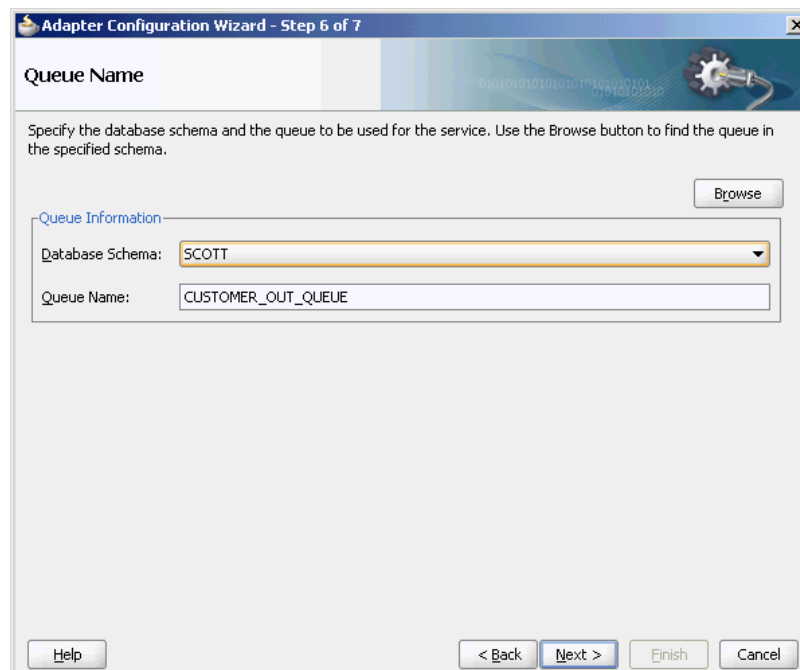 Adapter Configuration Wizard - Step 6 of 7
Queue Name
Specify the database schema and the queue to be used for the service. Use the Browse button to find the queue in
the specified schema.
Browse
Queue Information
Database Schema: SCOTT
Queue Name: CUSTOMER_OUT_QUEUE
Help < Back Next > Finish Cancel